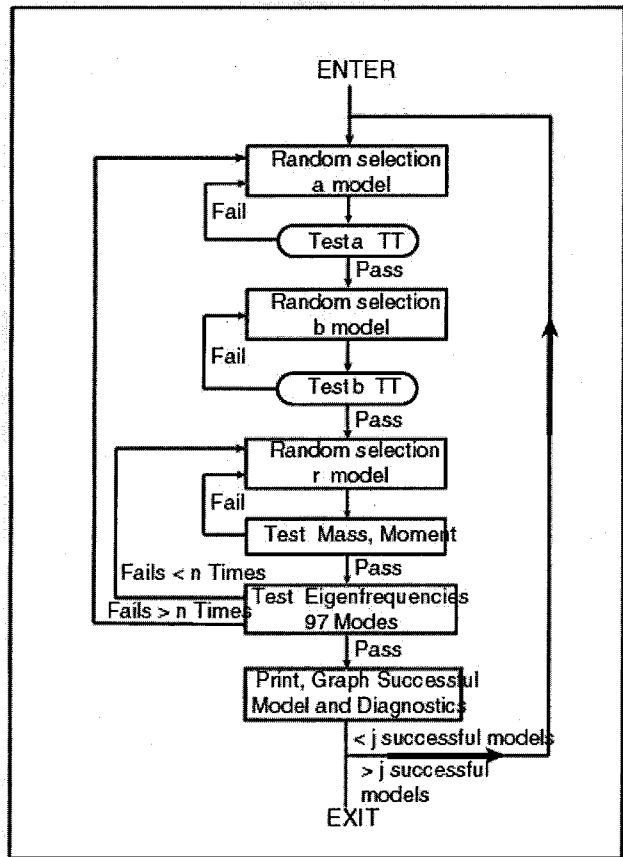 ENTER
Random selection
a model
Fail
Testa TT
Pass
Random selection
b model
Fail
Testb TT
Pass
Random selection
r model
Fail
Test Mass, Moment
Fails < n Times
Pass
Fails > n Times
Test Eigenfrequencies
97 Modes
Pass
Print, Graph Successful
Model and Diagnostics
< j successful models
> j successful
models
EXIT